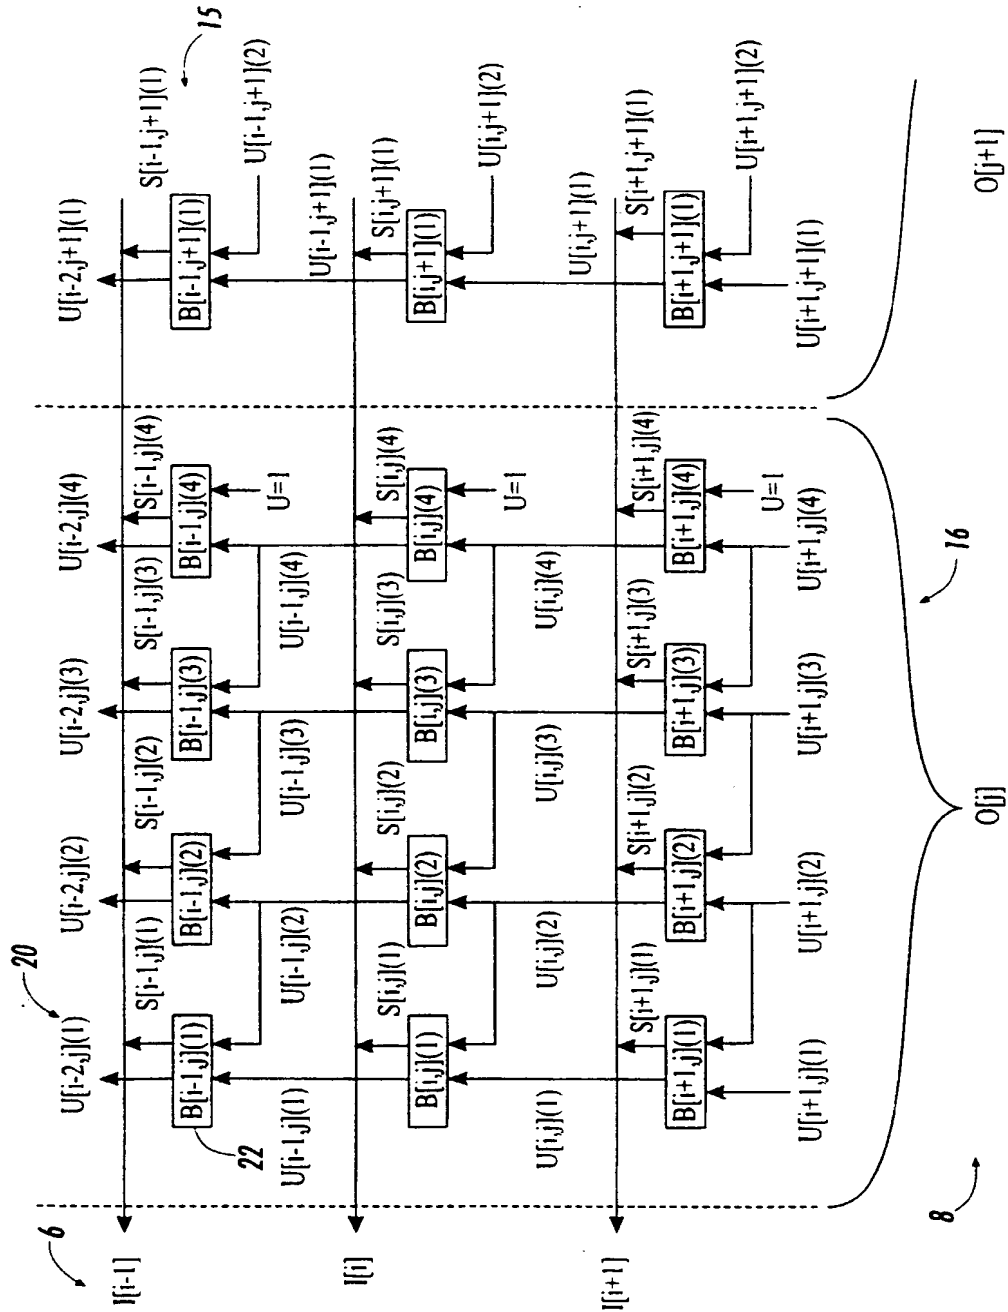 20
6
U[i-2,j](1)
U[i-2,j](2)
U[i-2,j](3)
U[i-2,j](4)
U[i-2,j+1](1)
15
I[i-1]
S[i-1,j](1)
S[i-1,j](2)
S[i-1,j](3)
S[i-1,j](4)
S[i-1,j+1](1)
B[i-1,j](1)
B[i-1,j](2)
B[i-1,j](3)
B[i-1,j](4)
B[i-1,j+1](1)
22
U=1
U[i-1,j+1](2)
U[i-1,j](1)
U[i-1,j](2)
U[i-1,j](3)
U[i-1,j](4)
U[i-1,j+1](1)
I[i]
S[i,j](1)
S[i,j](2)
S[i,j](3)
S[i,j](4)
S[i,j+1](1)
B[i,j](1)
B[i,j](2)
B[i,j](3)
B[i,j](4)
B[i,j+1](1)
U=1
U[i,j+1](2)
U[i,j](1)
U[i,j](2)
U[i,j](3)
U[i,j](4)
U[i,j+1](1)
I[i+1]
S[i+1,j](1)
S[i+1,j](2)
S[i+1,j](3)
S[i+1,j](4)
S[i+1,j+1](1)
B[i+1,j](1)
B[i+1,j](2)
B[i+1,j](3)
B[i+1,j](4)
B[i+1,j+1](1)
U=1
U[i+1,j+1](2)
U[i+1,j](1)
U[i+1,j](2)
U[i+1,j](3)
U[i+1,j](4)
U[i+1,j+1](1)
8
16
O[j]
O[j+1]